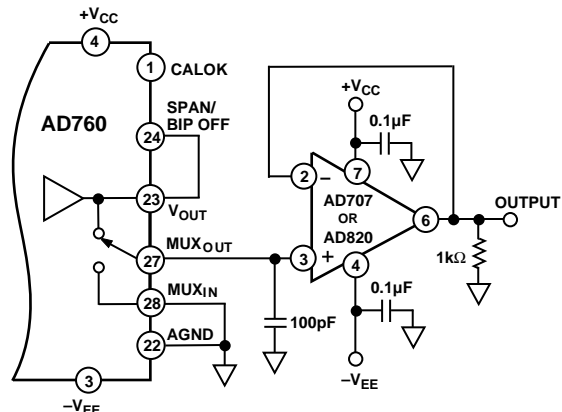 +VCC
4
1
CALOK
SPAN/
BIP OFF
AD760
24
23
VOUT
27
MUXOUT
28
MUXIN
22
AGND
3
–VEE
100pF
+VCC
0.1µF
7
2
–
AD707
OR
AD820
6
OUTPUT
3
+
4
1kΩ
0.1µF
–VEE